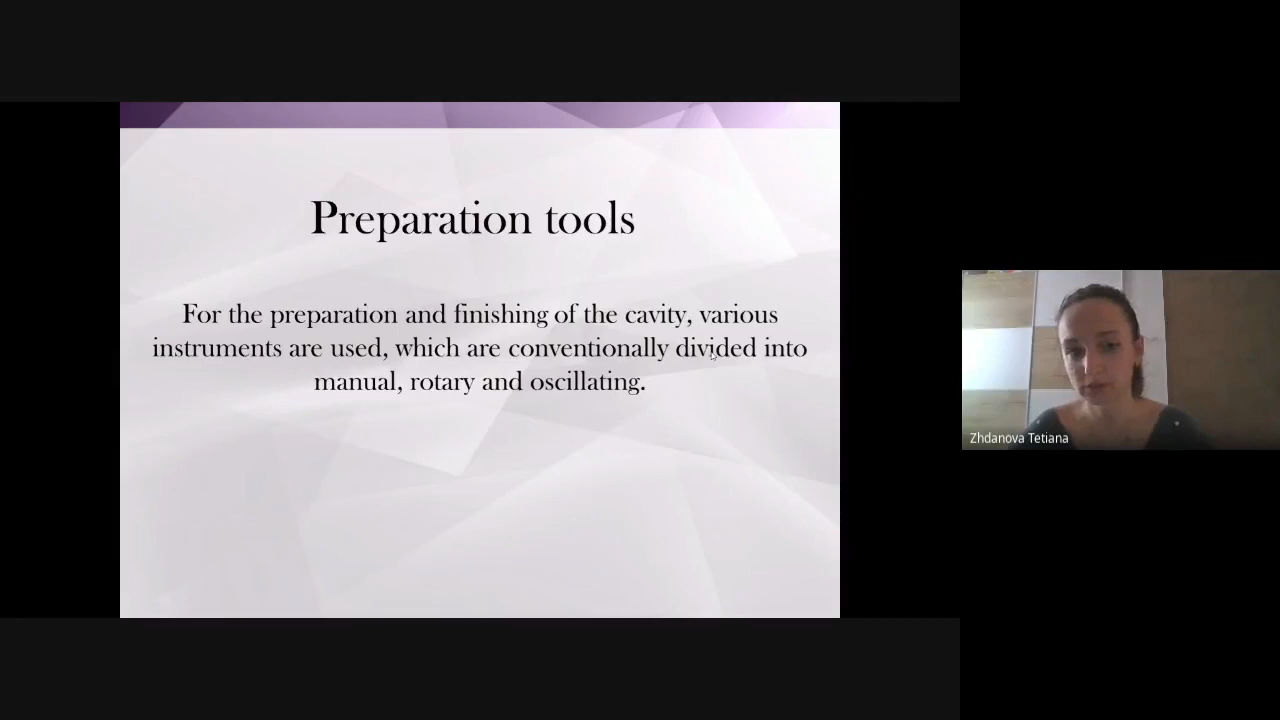 Preparation tools
For the preparation and finishing of the cavity, various
instruments are used, which are conventionally divided into
manual, rotary and oscillating.
Zhdanova Tetiana